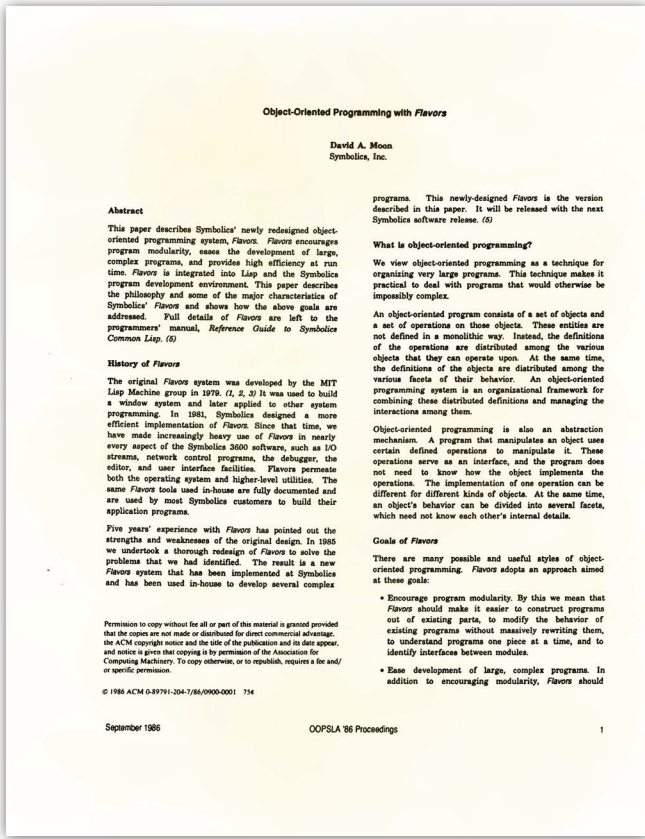 Object-Oriented Programming with Flavors
David A. Moon
Symbolics, Inc.
Abstract
This paper describes Symbolics' newly redesigned object-
oriented programming system, Flavors. Flavors encourages
program modularity, eases the development of large,
complex programs, and provides high efficiency at run
time. Flavors is integrated into Lisp and the Symbolics
program development environment. This paper describes
the philosophy and some of the major characteristics of
Symbolics' Flavors and shows how the above goals are
addressed. Full details of Flavors are left to the
programmers' manual, Reference Guide to Symbolics
Common Lisp. (5)
History of Flavors
The original Flavors system was developed by the MIT
Lisp Machine group in 1979. (1, 2, 3) It was used to build
a window system and later applied to other system
programming. In 1981, Symbolics designed a more
efficient implementation of Flavors. Since that time, we
have made increasingly heavy use of Flavors in nearly
every aspect of the Symbolics 3600 software, such as I/O
streams, network control programs, the debugger, the
editor, and user interface facilities. Flavors permeate
both the operating system and higher-level utilities. The
same Flavors tools used in-house are fully documented and
are used by most Symbolics customers to build their
application programs.
Five years' experience with Flavors has pointed out the
strengths and weaknesses of the original design. In 1985
we undertook a thorough redesign of Flavors to solve the
problems that we had identified. The result is a new
Flavors system that has been implemented at Symbolics
and has been used in-house to develop several complex
Permission to copy without fee all or part of this material is granted provided
that the copies are not made or distributed for direct commercial advantage,
the ACM copyright notice and the title of the publication and its date appear,
and notice is given that copying is by permission of the Association for
Computing Machinery. To copy otherwise, or to republish, requires a fee and/
or specific permission.
© 1986 ACM 0-89791-204-7/86/0900-0001 75¢
programs. This newly-designed Flavors is the version
described in this paper. It will be released with the next
Symbolics software release. (5)
What is object-oriented programming?
We view object-oriented programming as a technique for
organizing very large programs. This technique makes it
practical to deal with programs that would otherwise be
impossibly complex.
An object-oriented program consists of a set of objects and
a set of operations on those objects. These entities are
not defined in a monolithic way. Instead, the definitions
of the operations are distributed among the various
objects that they can operate upon. At the same time,
the definitions of the objects are distributed among the
various facets of their behavior. An object-oriented
programming system is an organizational framework for
combining these distributed definitions and managing the
interactions among them.
Object-oriented programming is also an abstraction
mechanism. A program that manipulates an object uses
certain defined operations to manipulate it. These
operations serve as an interface, and the program does
not need to know how the object implements the
operations. The implementation of one operation can be
different for different kinds of objects. At the same time,
an object's behavior can be divided into several facets,
which need not know each other's internal details.
Goals of Flavors
There are many possible and useful styles of object-
oriented programming. Flavors adopts an approach aimed
at these goals:
• Encourage program modularity. By this we mean that
Flavors should make it easier to construct programs
out of existing parts, to modify the behavior of
existing programs without massively rewriting them,
to understand programs one piece at a time, and to
identify interfaces between modules.
• Ease development of large, complex programs. In
addition to encouraging modularity, Flavors should
September 1986
OOPSLA '86 Proceedings
1